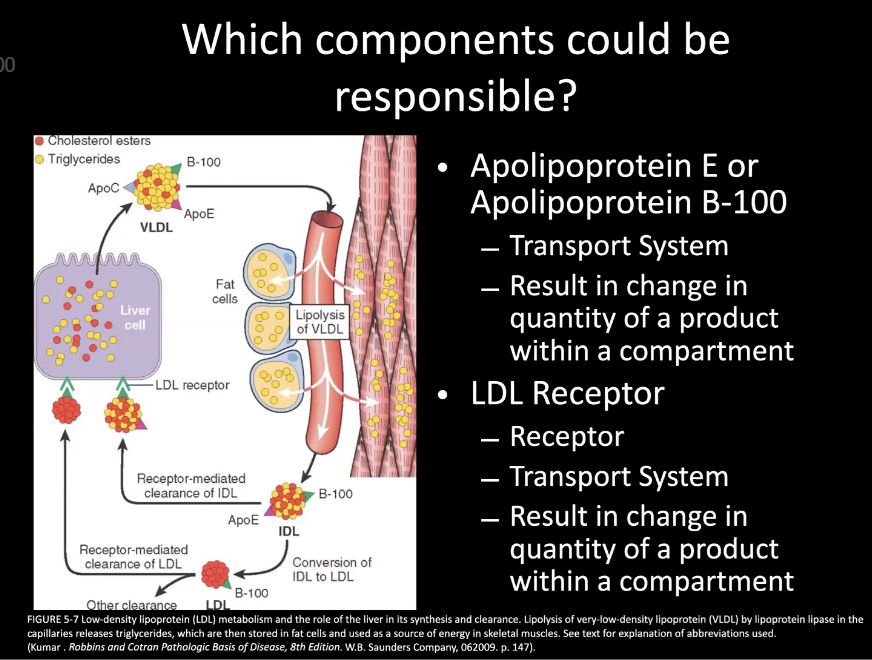 Which components could be
responsible?
00
Cholesterol esters
Triglycerides
B-100
ApoC
ApoE
VLDL
Liver
cell
Fat
cells
Lipolysis
of VLDL
LDL receptor
Receptor-mediated
clearance of IDL
B-100
ApoE
IDL
Receptor-mediated
clearance of LDL
Conversion of
IDL to LDL
B-100
Other clearance
LDL
• Apolipoprotein E or
Apolipoprotein B-100
– Transport System
– Result in change in
quantity of a product
within a compartment
• LDL Receptor
– Receptor
– Transport System
– Result in change in
quantity of a product
within a compartment
FIGURE 5-7 Low-density lipoprotein (LDL) metabolism and the role of the liver in its synthesis and clearance. Lipolysis of very-low-density lipoprotein (VLDL) by lipoprotein lipase in the
capillaries releases triglycerides, which are then stored in fat cells and used as a source of energy in skeletal muscles. See text for explanation of abbreviations used.
(Kumar . Robbins and Cotran Pathologic Basis of Disease, 8th Edition. W.B. Saunders Company, 062009. p. 147).